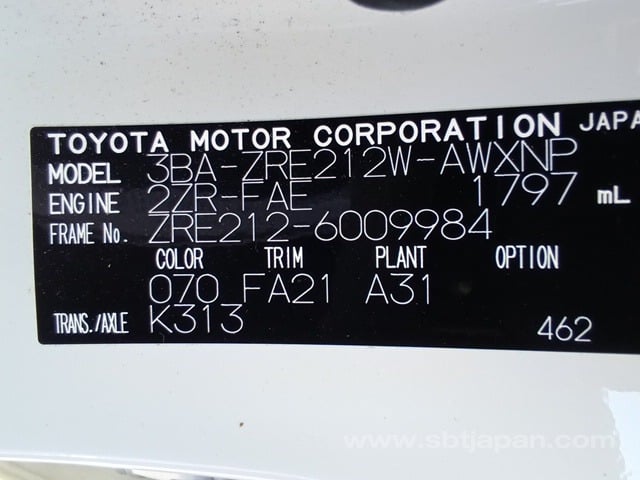 TOYOTA MOTOR CORPORATION JAPA
MODEL 3BA-ZRE212W-AWXNP
ENGINE 2ZR-FAE 1797 mL
FRAME No. ZRE212-6009984
COLOR TRIM PLANT OPTION
070 FA21 A31
TRANS./AXLE K313 462
www.sbtjapan.com